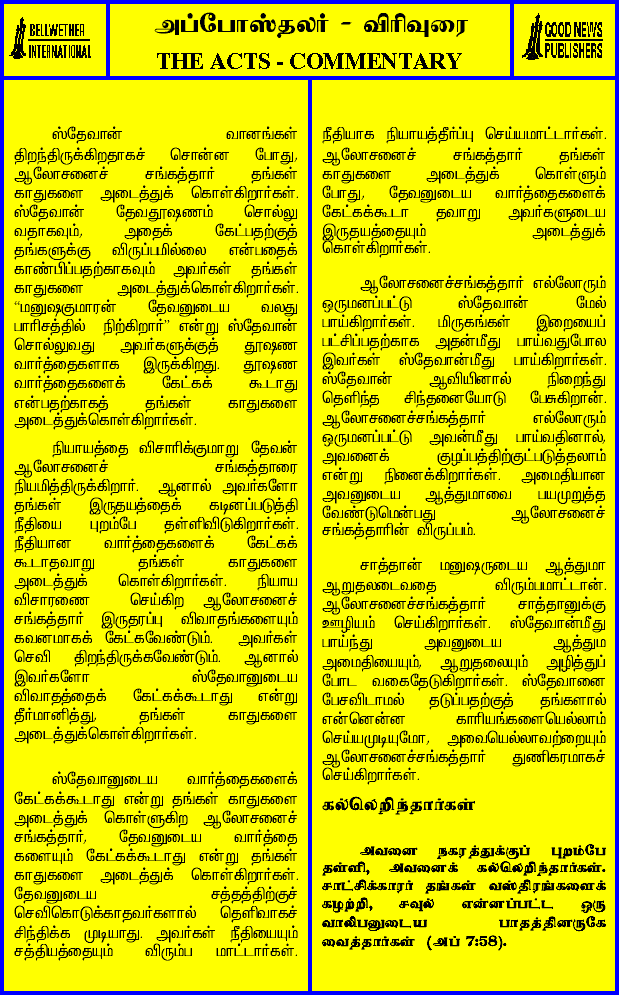 BELLWETHER
INTERNATIONAL
அப்போஸ்தலர் - விரிவுரை
THE ACTS - COMMENTARY
GOOD NEWS
PUBLISHERS
ஸ்தேவான் வானங்கள்
திறந்திருக்கிறதாகச் சொன்ன போது,
ஆலோசனைச் சங்கத்தார் தங்கள்
காதுகளை அடைத்துக் கொள்கிறார்கள்.
ஸ்தேவான் தேவதூஷணம் சொல்லு
வதாகவும், அதைக் கேட்பதற்குத்
தங்களுக்கு விருப்பமில்லை என்பதைக்
காண்பிப்பதற்காகவும் அவர்கள் தங்கள்
காதுகளை அடைத்துக்கொள்கிறார்கள்.
“மனுஷகுமாரன் தேவனுடைய வலது
பாரிசத்தில் நிற்கிறார்” என்று ஸ்தேவான்
சொல்லுவது அவர்களுக்குத் தூஷண
வார்த்தைகளாக இருக்கிறது. தூஷண
வார்த்தைகளைக் கேட்கக் கூடாது
என்பதற்காகத் தங்கள் காதுகளை
அடைத்துக்கொள்கிறார்கள்.
நியாயத்தை விசாரிக்குமாறு தேவன்
ஆலோசனைச் சங்கத்தாரை
நியமித்திருக்கிறார். ஆனால் அவர்களோ
தங்கள் இருதயத்தைக் கடினப்படுத்தி
நீதியை புறம்பே தள்ளிவிடுகிறார்கள்.
நீதியான வார்த்தைகளைக் கேட்கக்
கூடாதவாறு தங்கள் காதுகளை
அடைத்துக் கொள்கிறார்கள். நியாய
விசாரணை செய்கிற ஆலோசனைச்
சங்கத்தார் இருதரப்பு விவாதங்களையும்
கவனமாகக் கேட்கவேண்டும். அவர்கள்
செவி திறந்திருக்கவேண்டும். ஆனால்
இவர்களோ ஸ்தேவானுடைய
விவாதத்தைக் கேட்கக்கூடாது என்று
தீர்மானித்து, தங்கள் காதுகளை
அடைத்துக்கொள்கிறார்கள்.
ஸ்தேவானுடைய வார்த்தைகளைக்
கேட்கக்கூடாது என்று தங்கள் காதுகளை
அடைத்துக் கொள்ளுகிற ஆலோசனைச்
சங்கத்தார், தேவனுடைய வார்த்தை
களையும் கேட்கக்கூடாது என்று தங்கள்
காதுகளை அடைத்துக் கொள்கிறார்கள்.
தேவனுடைய சத்தத்திற்குச்
செவிகொடுக்காதவர்களால் தெளிவாகச்
சிந்திக்க முடியாது. அவர்கள் நீதியையும்
சத்தியத்தையும் விரும்ப மாட்டார்கள்.
நீதியாக நியாயத்தீர்ப்பு செய்யமாட்டார்கள்.
ஆலோசனைச் சங்கத்தார் தங்கள்
காதுகளை அடைத்துக் கொள்ளும்
போது, தேவனுடைய வார்த்தைகளைக்
கேட்கக்கூடா தவாறு அவர்களுடைய
இருதயத்தையும் அடைத்துக்
கொள்கிறார்கள்.
ஆலோசனைச்சங்கத்தார் எல்லோரும்
ஒருமனப்பட்டு ஸ்தேவான் மேல்
பாய்கிறார்கள். மிருகங்கள் இறையைப்
பட்சிப்பதற்காக அதன்மீது பாய்வதுபோல
இவர்கள் ஸ்தேவான்மீது பாய்கிறார்கள்.
ஸ்தேவான் ஆவியினால் நிறைந்து
தெளிந்த சிந்தனையோடு பேசுகிறான்.
ஆலோசனைச்சங்கத்தார் எல்லோரும்
ஒருமனப்பட்டு அவன்மீது பாய்வதினால்,
அவனைக் குழப்பத்திற்குட்படுத்தலாம்
என்று நினைக்கிறார்கள். அமைதியான
அவனுடைய ஆத்துமாவை பயமுறுத்த
வேண்டுமென்பது ஆலோசனைச்
சங்கத்தாரின் விருப்பம்.
சாத்தான் மனுஷருடைய ஆத்துமா
ஆறுதலடைவதை விரும்பமாட்டான்.
ஆலோசனைச்சங்கத்தார் சாத்தானுக்கு
ஊழியம் செய்கிறார்கள். ஸ்தேவான்மீது
பாய்ந்து அவனுடைய ஆத்தும
அமைதியையும், ஆறுதலையும் அழித்துப்
போட வகைதேடுகிறார்கள். ஸ்தேவானை
பேசவிடாமல் தடுப்பதற்குத் தங்களால்
என்னென்ன காரியங்களையெல்லாம்
செய்யமுடியுமோ, அவையெல்லாவற்றையும்
ஆலோசனைச்சங்கத்தார் துணிகரமாகச்
செய்கிறார்கள்.
கல்லெறிந்தார்கள்
அவனை நகரத்துக்குப் புறம்பே
தள்ளி, அவனைக் கல்லெறிந்தார்கள்.
சாட்சிக்காரர் தங்கள் வஸ்திரங்களைக்
கழற்றி, சவுல் என்னப்பட்ட ஒரு
வாலிபனுடைய பாதத்தினருகே
வைத்தார்கள் (அப் 7:58).